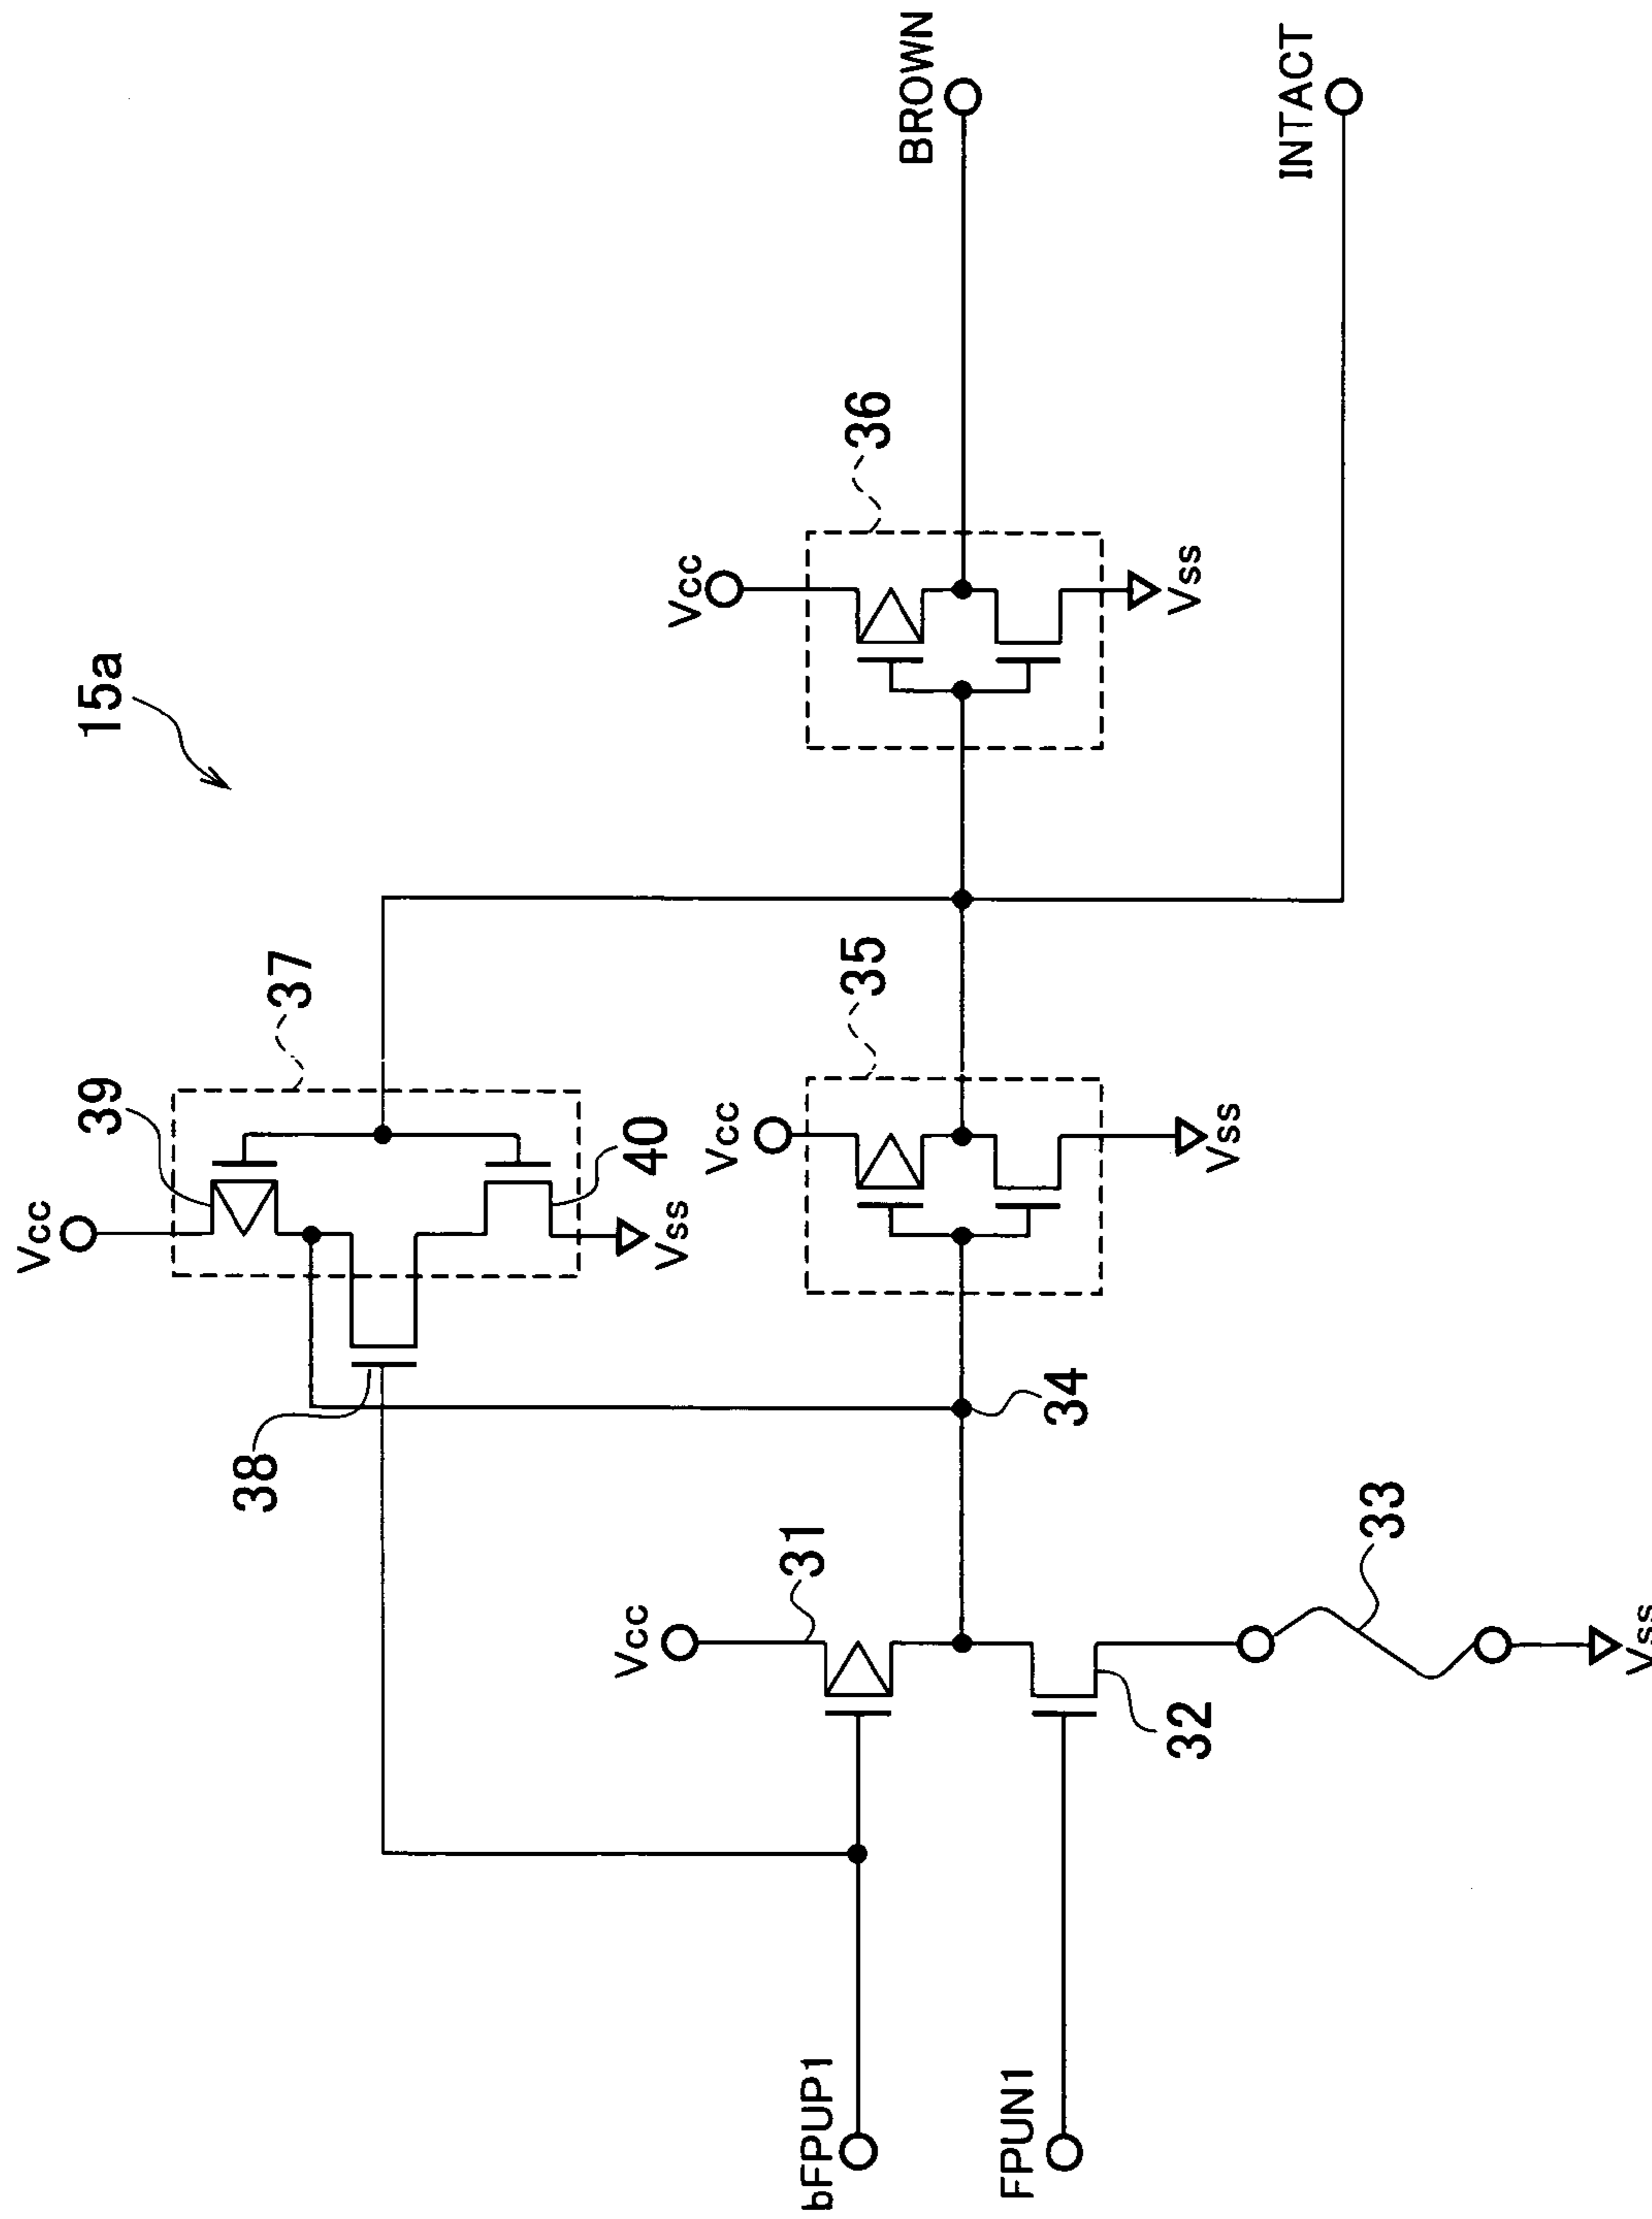 15a
Vcc
39
37
38
40
Vss
Vcc
31
32
33
Vss
34
Vcc
35
Vss
Vcc
36
Vss
bFPUP1
FPUN1
BROWN
INTACT